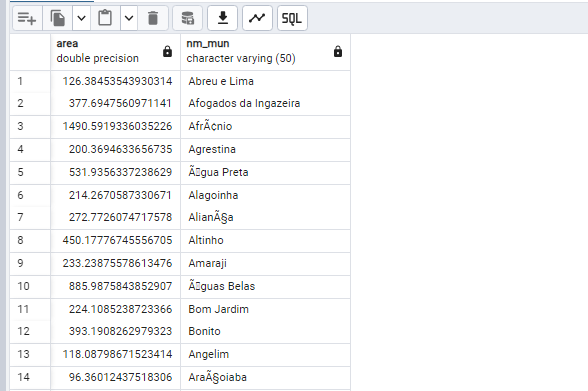 SQL
area nm_mun
double precision character varying (50)
1 126.38453543930314 Abreu e Lima
2 377.6947560971141 Afogados da Ingazeira
3 1490.5919336035226 AfrÃ¢nio
4 200.3694633656735 Agrestina
5 531.9356337238629 Ã�gua Preta
6 214.2670587330671 Alagoinha
7 272.7726074717578 AlianÃ§a
8 450.17776745556705 Altinho
9 233.23875578613476 Amaraji
10 885.9875843852907 Ã�guas Belas
11 224.1085238723366 Bom Jardim
12 393.1908262979323 Bonito
13 118.08798671523414 Angelim
14 96.36012437518306 AraÃ§oiaba